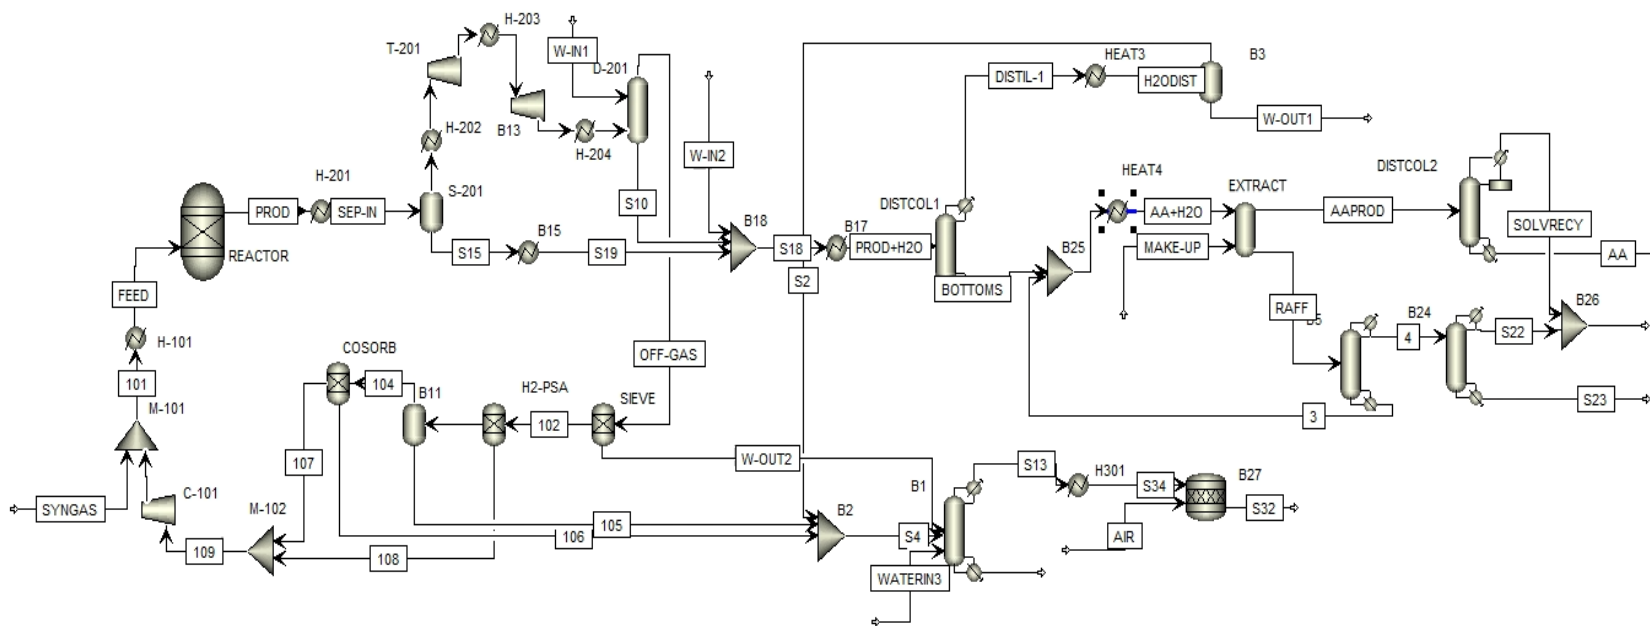 H-203
T-201
W-IN1
D-201
H-202
B13
H-204
HEAT3
B3
DISTIL-1
H2ODIST
W-OUT1
W-IN2
H-201
S-201
PROD
SEP-IN
REACTOR
S10
B18
S15
B15
S19
S18
B17
PROD+H2O
DISTCOL1
S2
BOTTOMS
B25
HEAT4
AA+H2O
MAKE-UP
EXTRACT
AAPROD
DISTCOL2
SOLVRECY
AA
FEED
H-101
RAFF
B24
4
S22
B26
S23
3
OFF-GAS
COSORB
101
104
B11
H2-PSA
102
SIEVE
M-101
107
W-OUT2
SYNGAS
C-101
M-102
109
108
106
105
B2
S4
B1
WATERIN3
S13
H301
S34
B27
AIR
S32